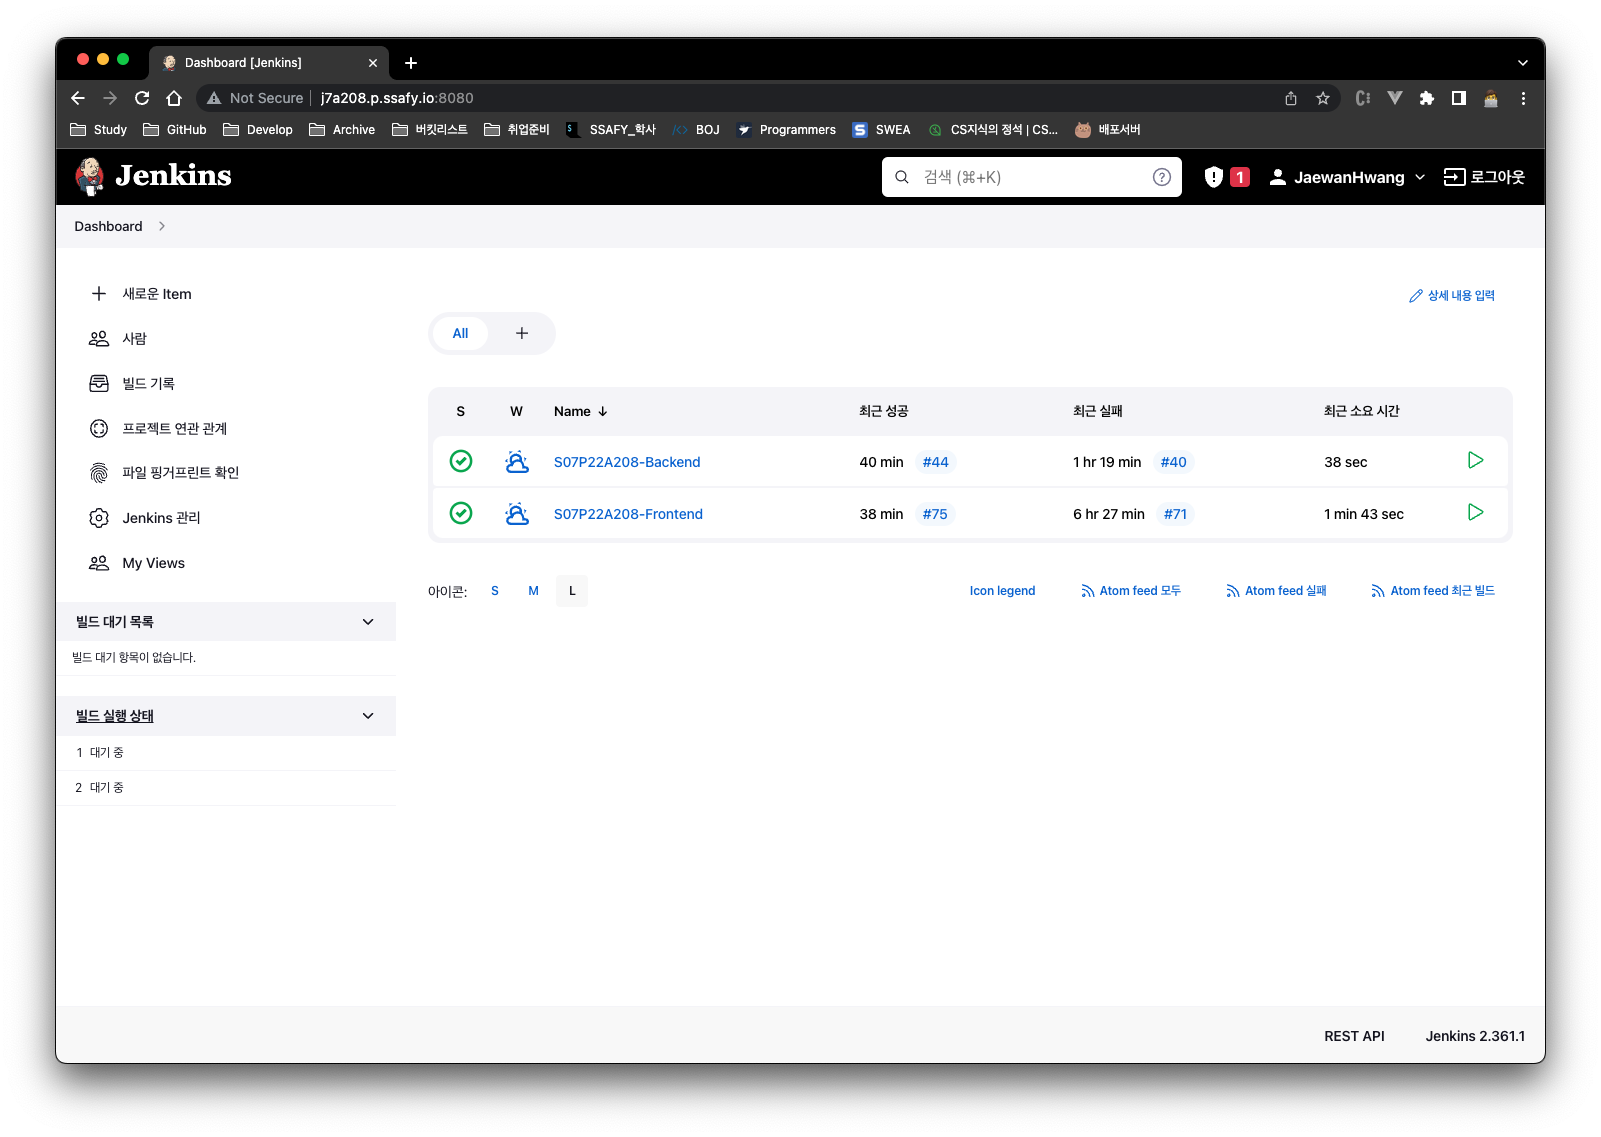 Dashboard [Jenkins]
Not Secure j7a208.p.ssafy.io:8080
Study GitHub Develop Archive 버킷리스트 취업준비 SSAFY_학사 BOJ Programmers SWEA CS지식의 정석 | CS... 배포서버
Jenkins 검색 (⌘+K) 1 JaewanHwang 로그아웃
Dashboard
새로운 Item
사람
빌드 기록
프로젝트 연관 관계
파일 핑거프린트 확인
Jenkins 관리
My Views
빌드 대기 목록
빌드 대기 항목이 없습니다.
빌드 실행 상태
1 대기 중
2 대기 중
상세 내용 입력
All
S W Name ↓ 최근 성공 최근 실패 최근 소요 시간
S07P22A208-Backend 40 min #44 1 hr 19 min #40 38 sec
S07P22A208-Frontend 38 min #75 6 hr 27 min #71 1 min 43 sec
아이콘: S M L Icon legend Atom feed 모두 Atom feed 실패 Atom feed 최근 빌드
REST API Jenkins 2.361.1